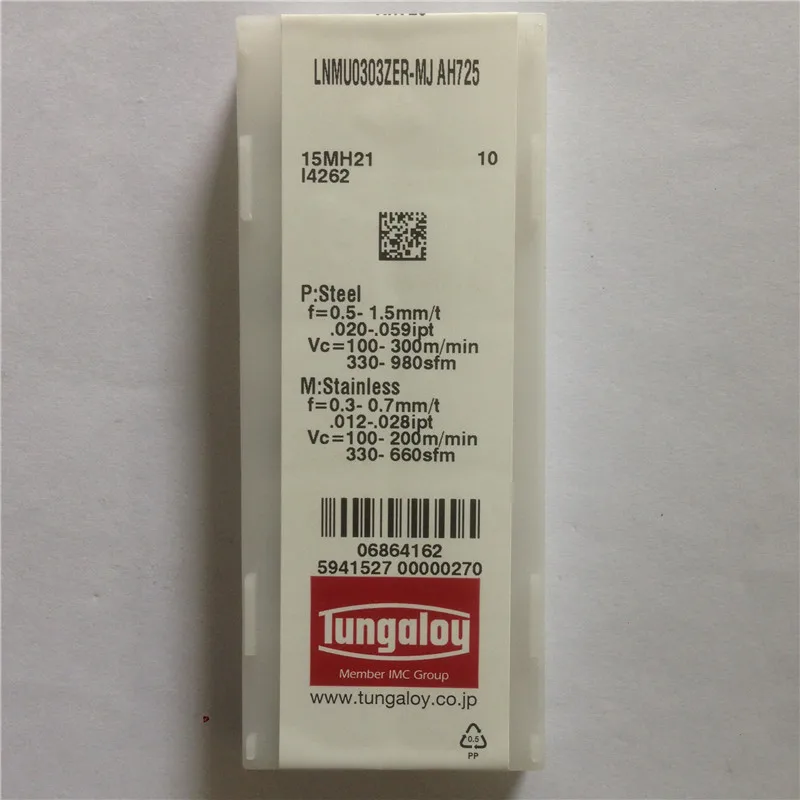 LNMU0303ZER-MJ AH725
15MH21 10
I4262
P:Steel
f=0.5- 1.5mm/t
.020-.059ipt
Vc=100- 300m/min
330- 980sfm
M:Stainless
f=0.3- 0.7mm/t
.012-.028ipt
Vc=100- 200m/min
330- 660sfm
06864162
5941527 00000270
Tungaloy
Member IMC Group
www.tungaloy.co.jp
0.5
PP